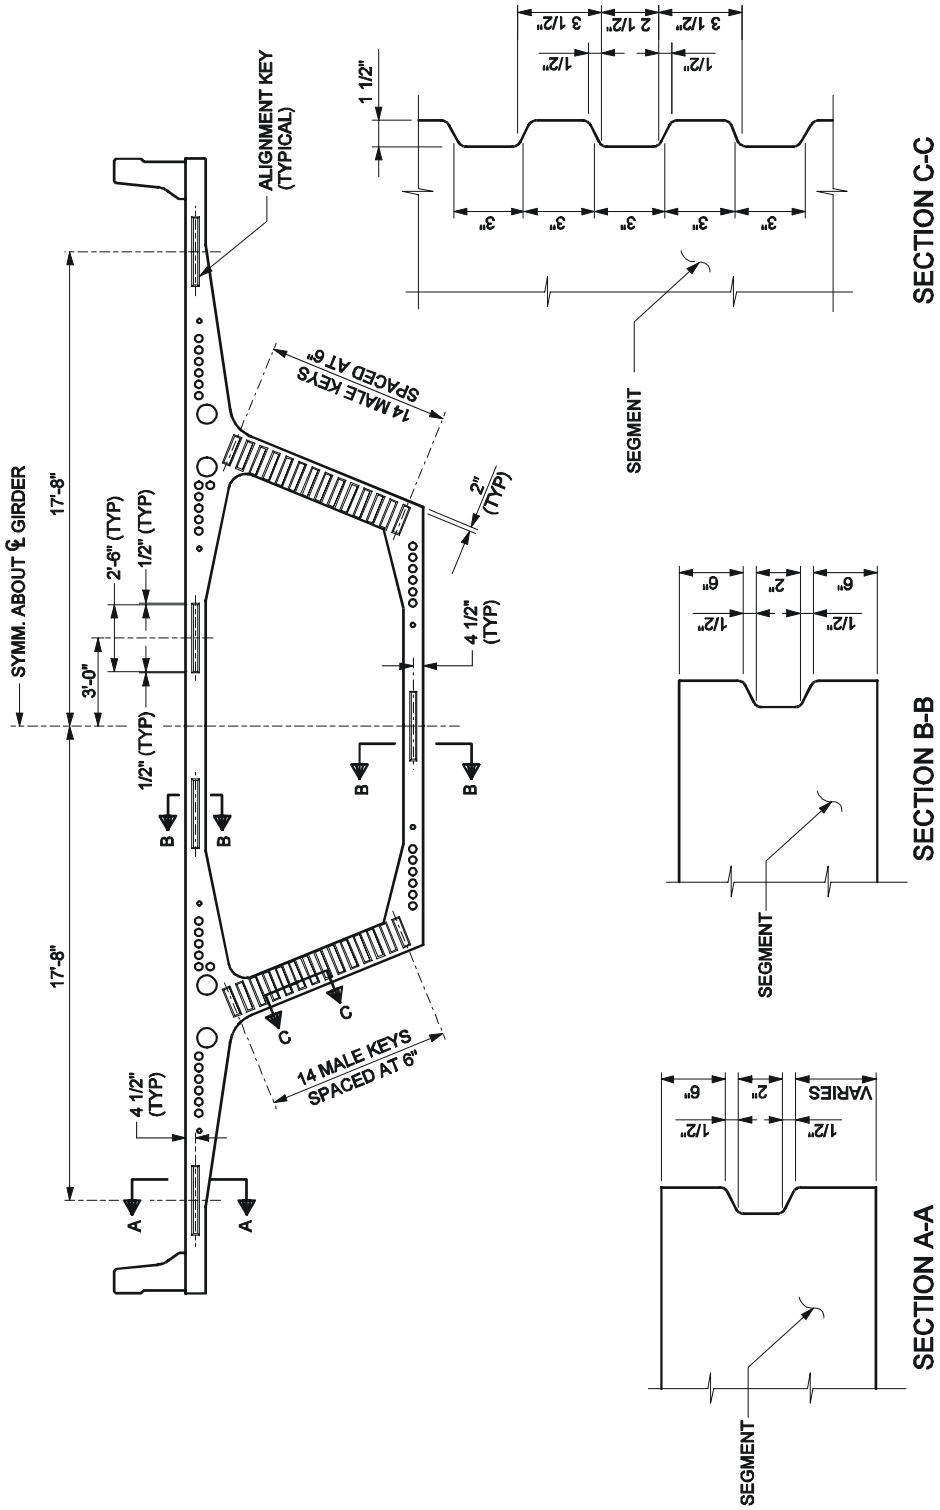 SYMM. ABOUT ℄ GIRDER
17'-8"
17'-8"
2'-6" (TYP)
1/2" (TYP)
3'-0"
1/2" (TYP)
4 1/2"
(TYP)
ALIGNMENT KEY
(TYPICAL)
A
A
B
B
B
B
C
C
14 MALE KEYS
SPACED AT 6"
14 MALE KEYS
SPACED AT 6"
2"
(TYP)
4 1/2"
(TYP)
6"
1/2"
2"
1/2"
VARIES
SEGMENT
SECTION A-A
6"
1/2"
2"
1/2"
6"
SEGMENT
SECTION B-B
1 1/2"
3 1/2"
2 1/2"
3 1/2"
1/2"
1/2"
3"
3"
3"
3"
3"
SEGMENT
SECTION C-C